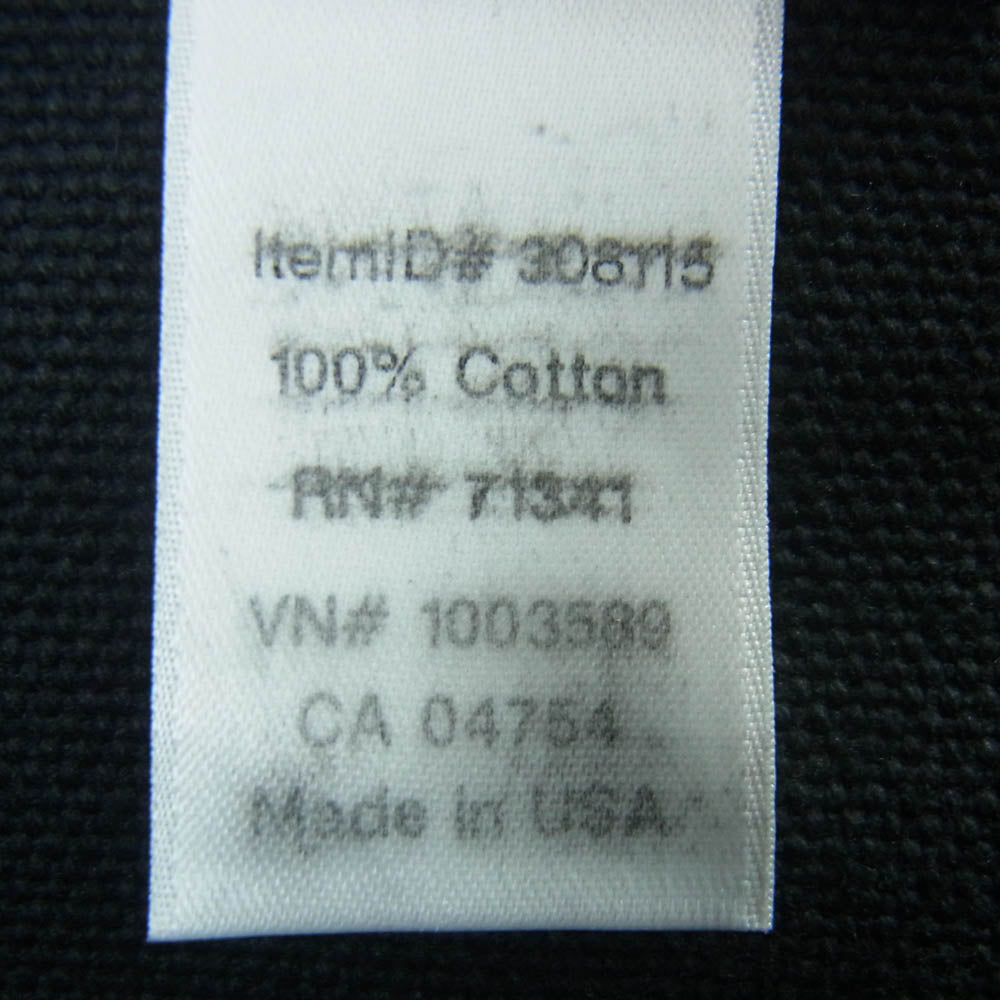 ItemID# 308715
100% Cotton
RN# 71341
VN# 1003589
CA 04754
Made in USA